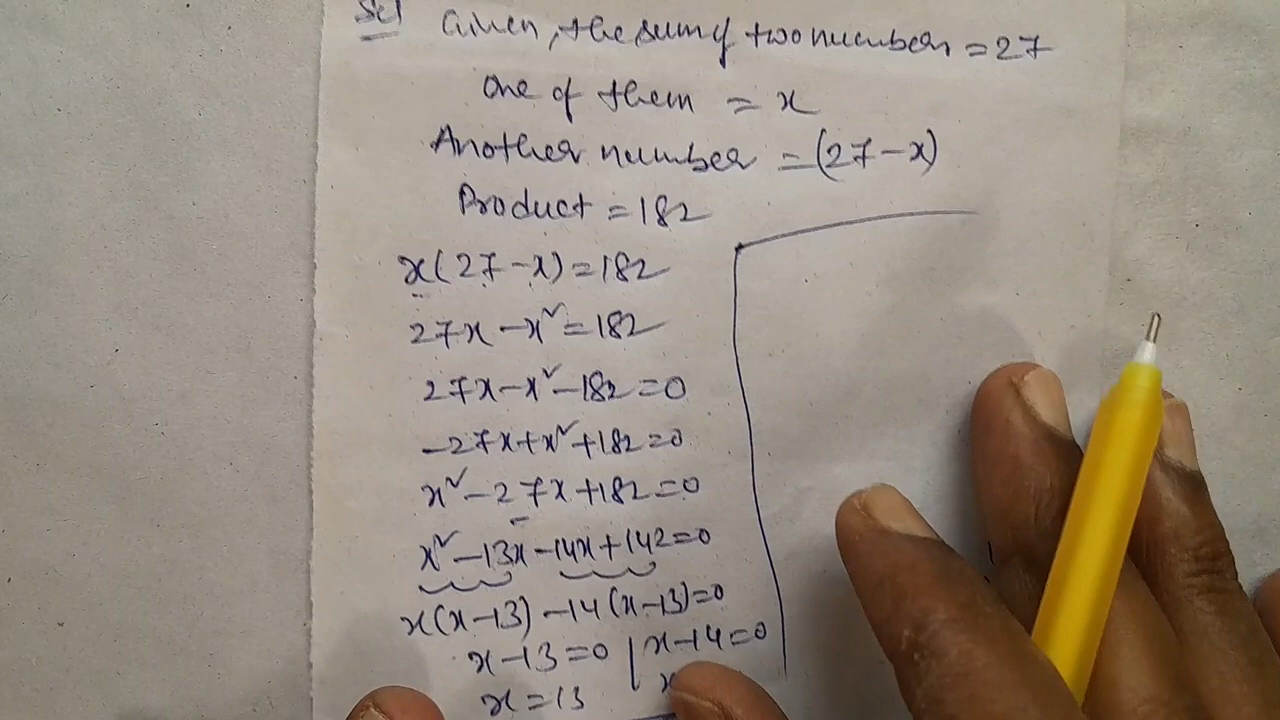 Sol Given, the sum of two numbers = 27
One of them = x
Another number = (27-x)
Product = 182
x(27-x) = 182
27x - x² = 182
27x - x² - 182 = 0
-27x + x² + 182 = 0
x² - 27x + 182 = 0
x² - 13x - 14x + 142 = 0
x(x-13) - 14(x-13) = 0
x - 13 = 0 | x - 14 = 0
x = 13 x